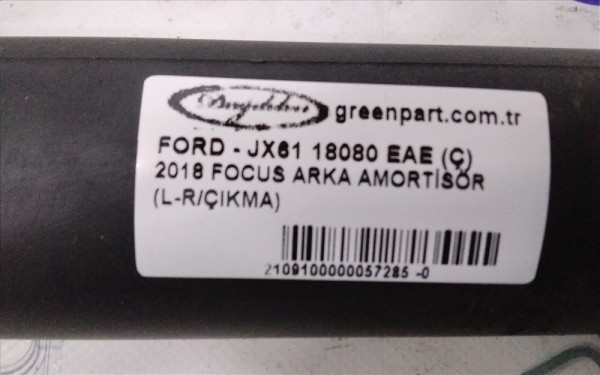 greenpart.com.tr
FORD - JX61 18080 EAE (Ç)
2018 FOCUS ARKA AMORTİSÖR
(L-R/ÇIKMA)
2109100000057285 -0